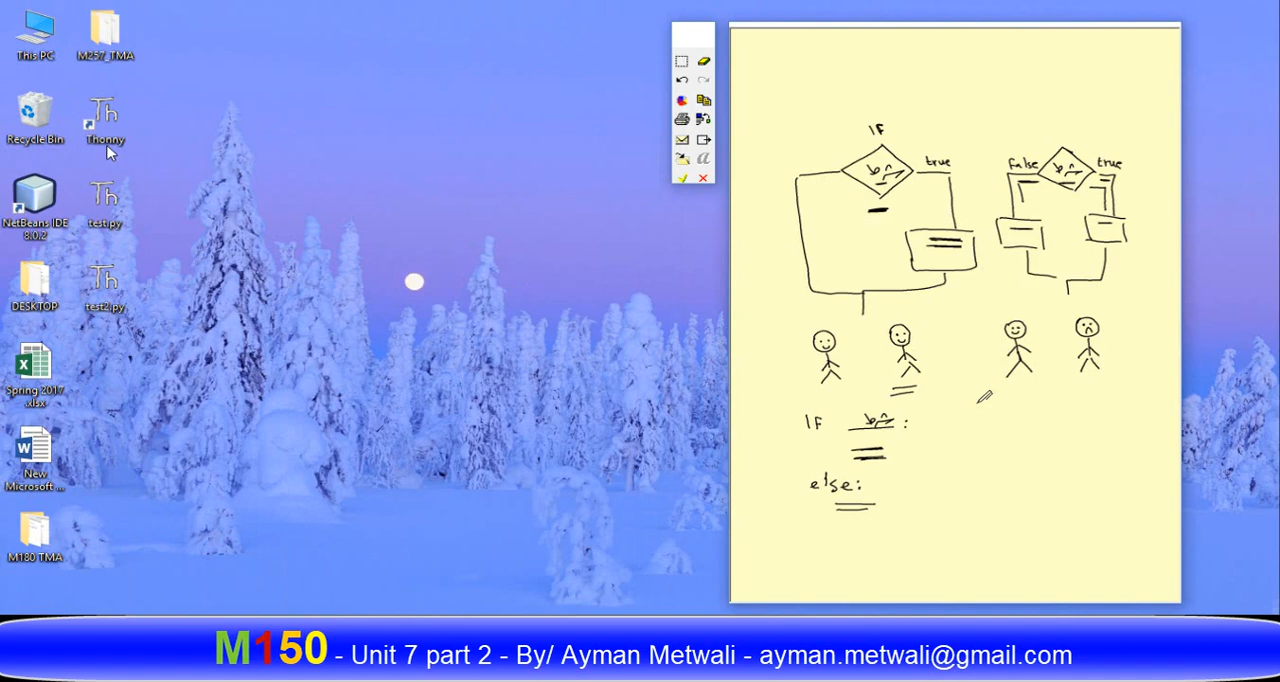 This PC
M257_TMA
Recycle Bin
Thonny
NetBeans IDE
8.0.2
test.py
DESKTOP
test2.py
Spring 2017
.xlsx
New
Microsoft ...
M180 TMA
IF
true
false
true
IF
:
else:
M150 - Unit 7 part 2 - By/ Ayman Metwali - ayman.metwali@gmail.com